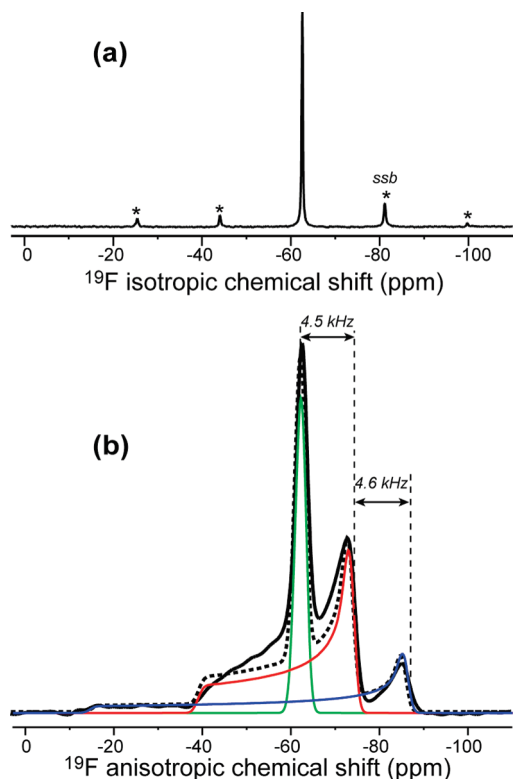 (a)
ssb
* * * *
0 -20 -40 -60 -80 -100
19F isotropic chemical shift (ppm)
4.5 kHz
(b)
4.6 kHz
0 -20 -40 -60 -80 -100
19F anisotropic chemical shift (ppm)